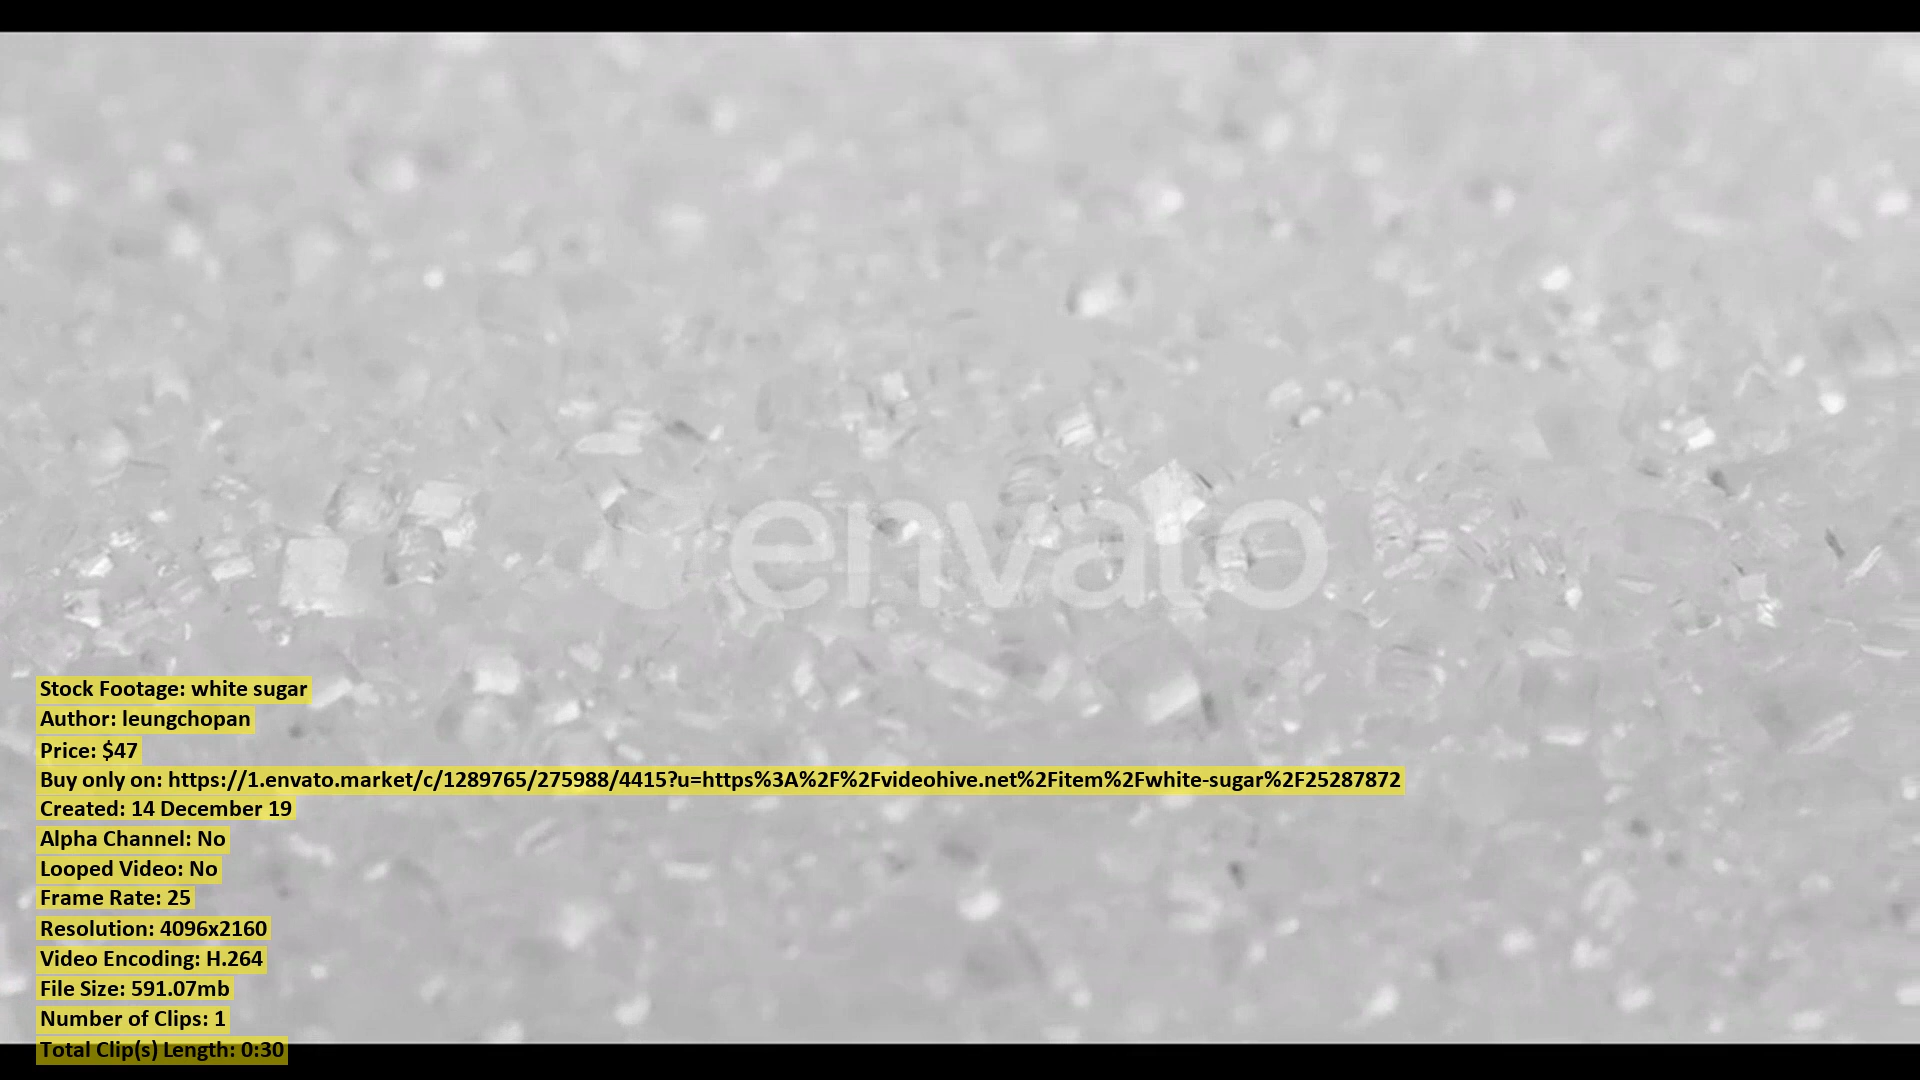 envato
Stock Footage: white sugar
Author: leungchopan
Price: $47
Buy only on: https://1.envato.market/c/1289765/275988/4415?u=https%3A%2F%2Fvideohive.net%2Fitem%2Fwhite-sugar%2F25287872
Created: 14 December 19
Alpha Channel: No
Looped Video: No
Frame Rate: 25
Resolution: 4096x2160
Video Encoding: H.264
File Size: 591.07mb
Number of Clips: 1
Total Clip(s) Length: 0:30